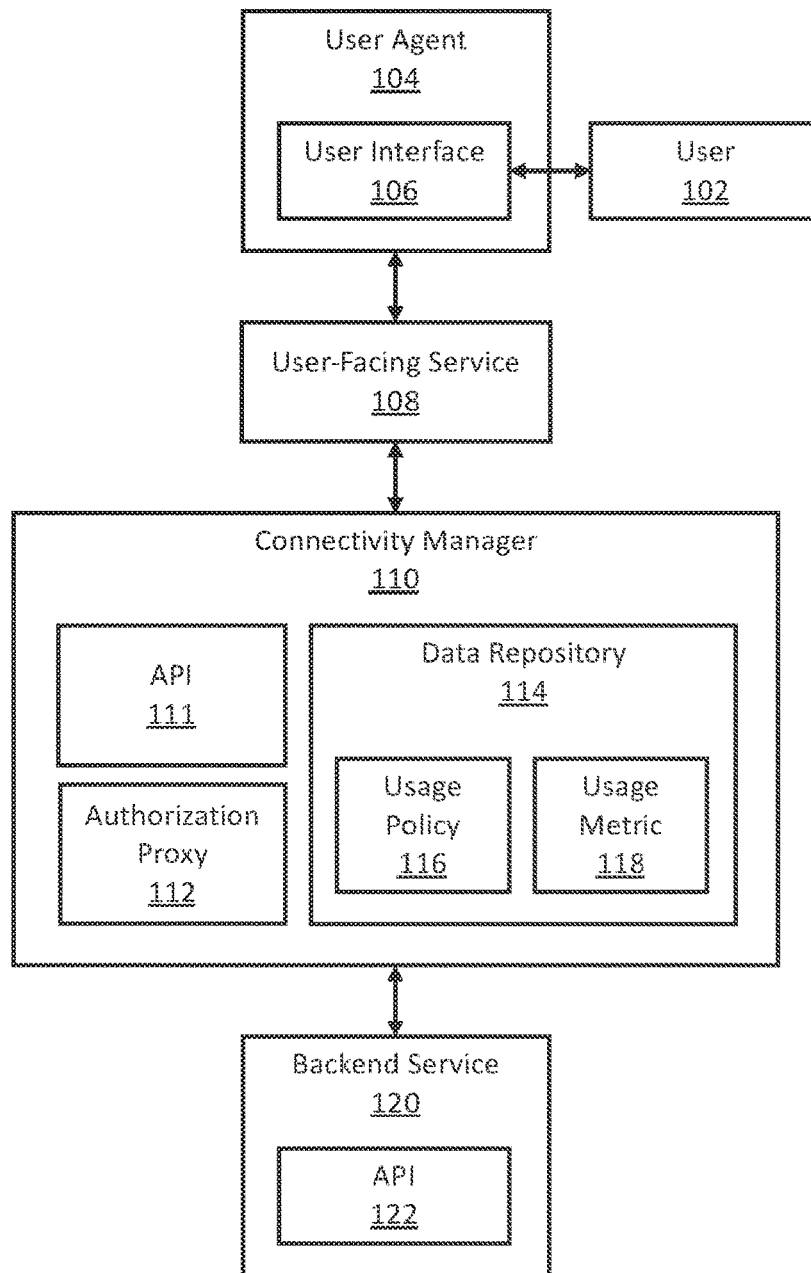 User Agent
104
User Interface
106
User
102
User-Facing Service
108
Connectivity Manager
110
API
111
Data Repository
114
Authorization
Proxy
112
Usage
Policy
116
Usage
Metric
118
Backend Service
120
API
122